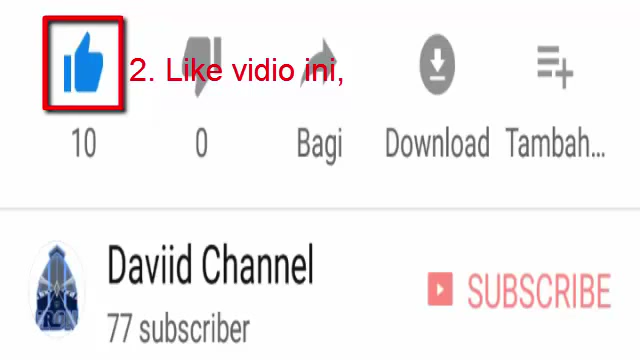 2. Like vidio ini,
10 0 Bagi Download Tambah...
Daviid Channel
77 subscriber
SUBSCRIBE